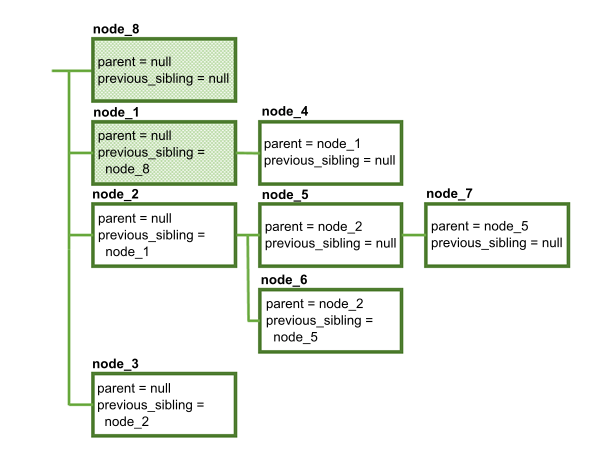 node_8
parent = null
previous_sibling = null
node_1
parent = null
previous_sibling =
node_8
node_4
parent = node_1
previous_sibling = null
node_2
parent = null
previous_sibling =
node_1
node_5
parent = node_2
previous_sibling = null
node_7
parent = node_5
previous_sibling = null
node_6
parent = node_2
previous_sibling =
node_5
node_3
parent = null
previous_sibling =
node_2